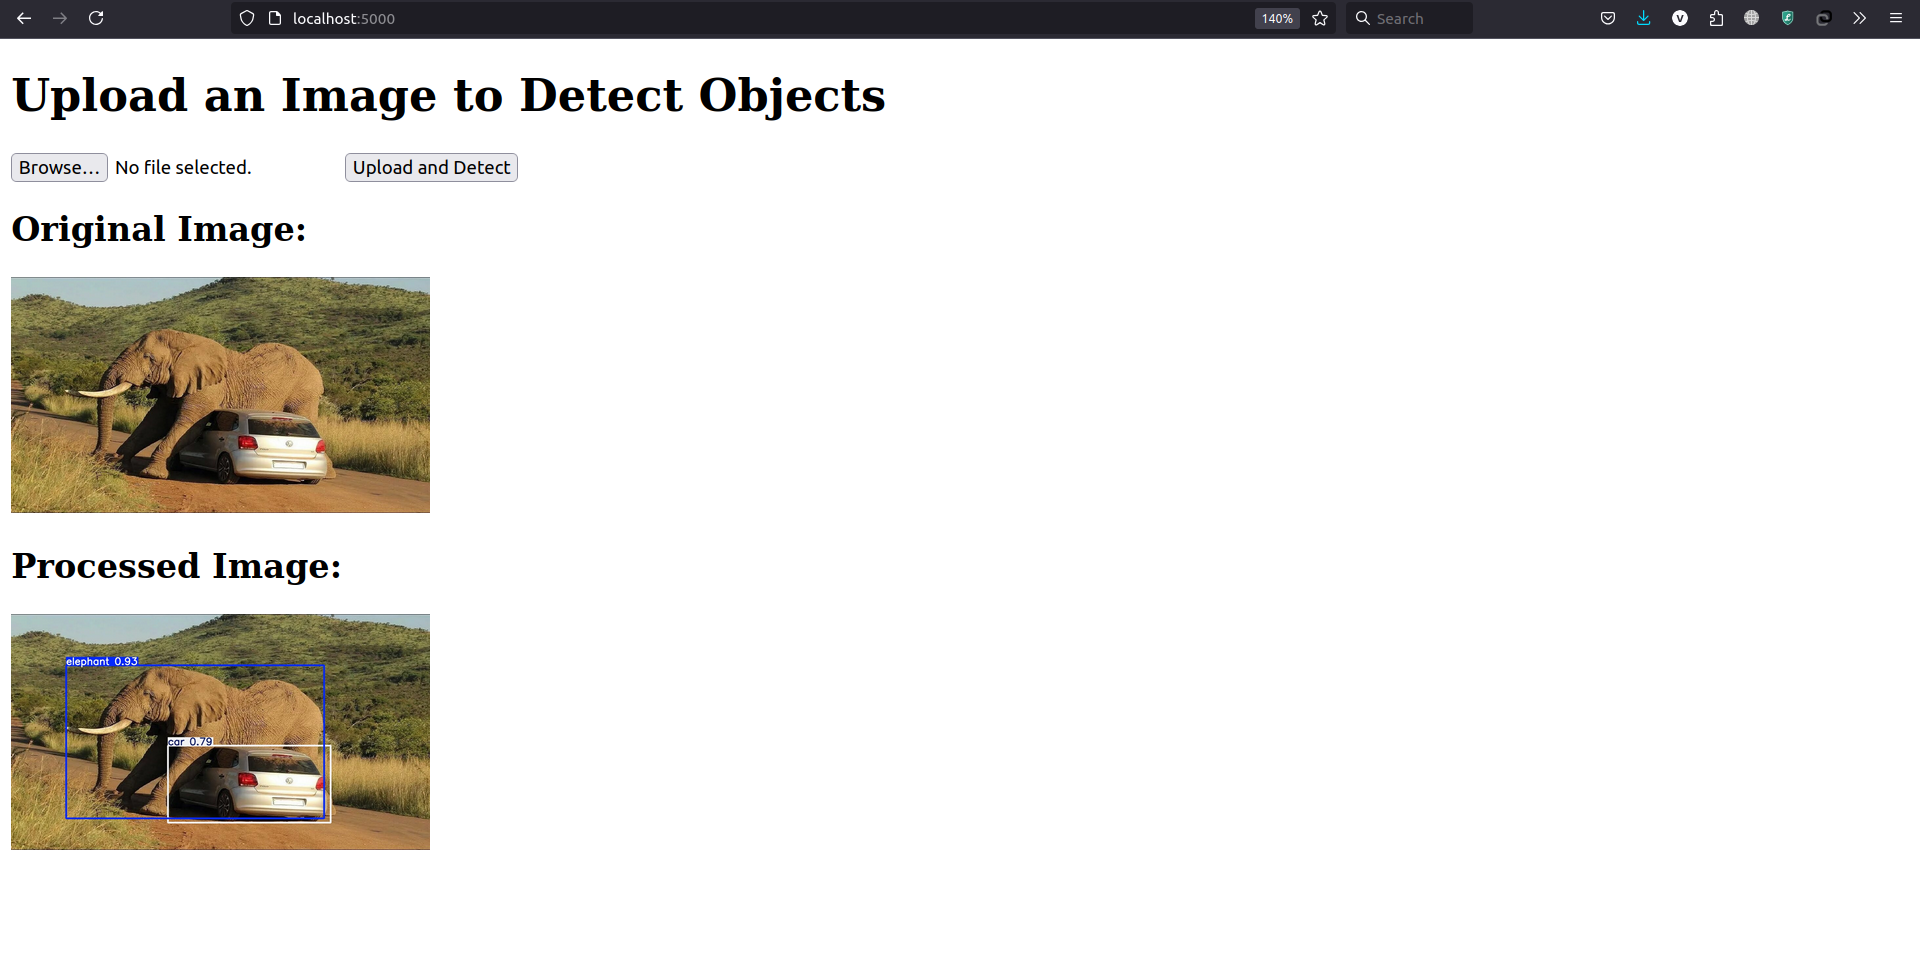 localhost:5000
140%
Search
Upload an Image to Detect Objects
Browse...
No file selected.
Upload and Detect
Original Image:
Processed Image:
elephant 0.93
car 0.79